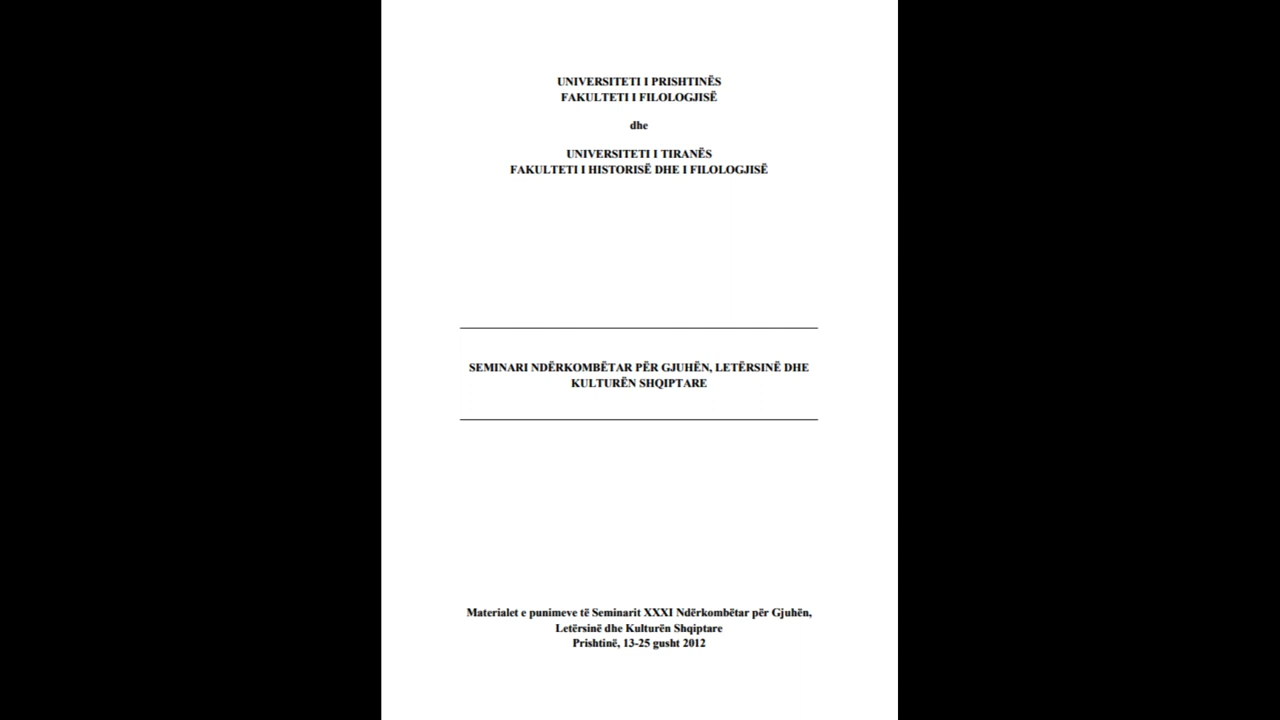 UNIVERSITETI I PRISHTINËS
FAKULTETI I FILOLOGJISË
dhe
UNIVERSITETI I TIRANËS
FAKULTETI I HISTORISË DHE I FILOLOGJISË
SEMINARI NDËRKOMBËTAR PËR GJUHËN, LETËRSINË DHE
KULTURËN SHQIPTARE
Materialet e punimeve të Seminarit XXXI Ndërkombëtar për Gjuhën,
Letërsinë dhe Kulturën Shqiptare
Prishtinë, 13-25 gusht 2012